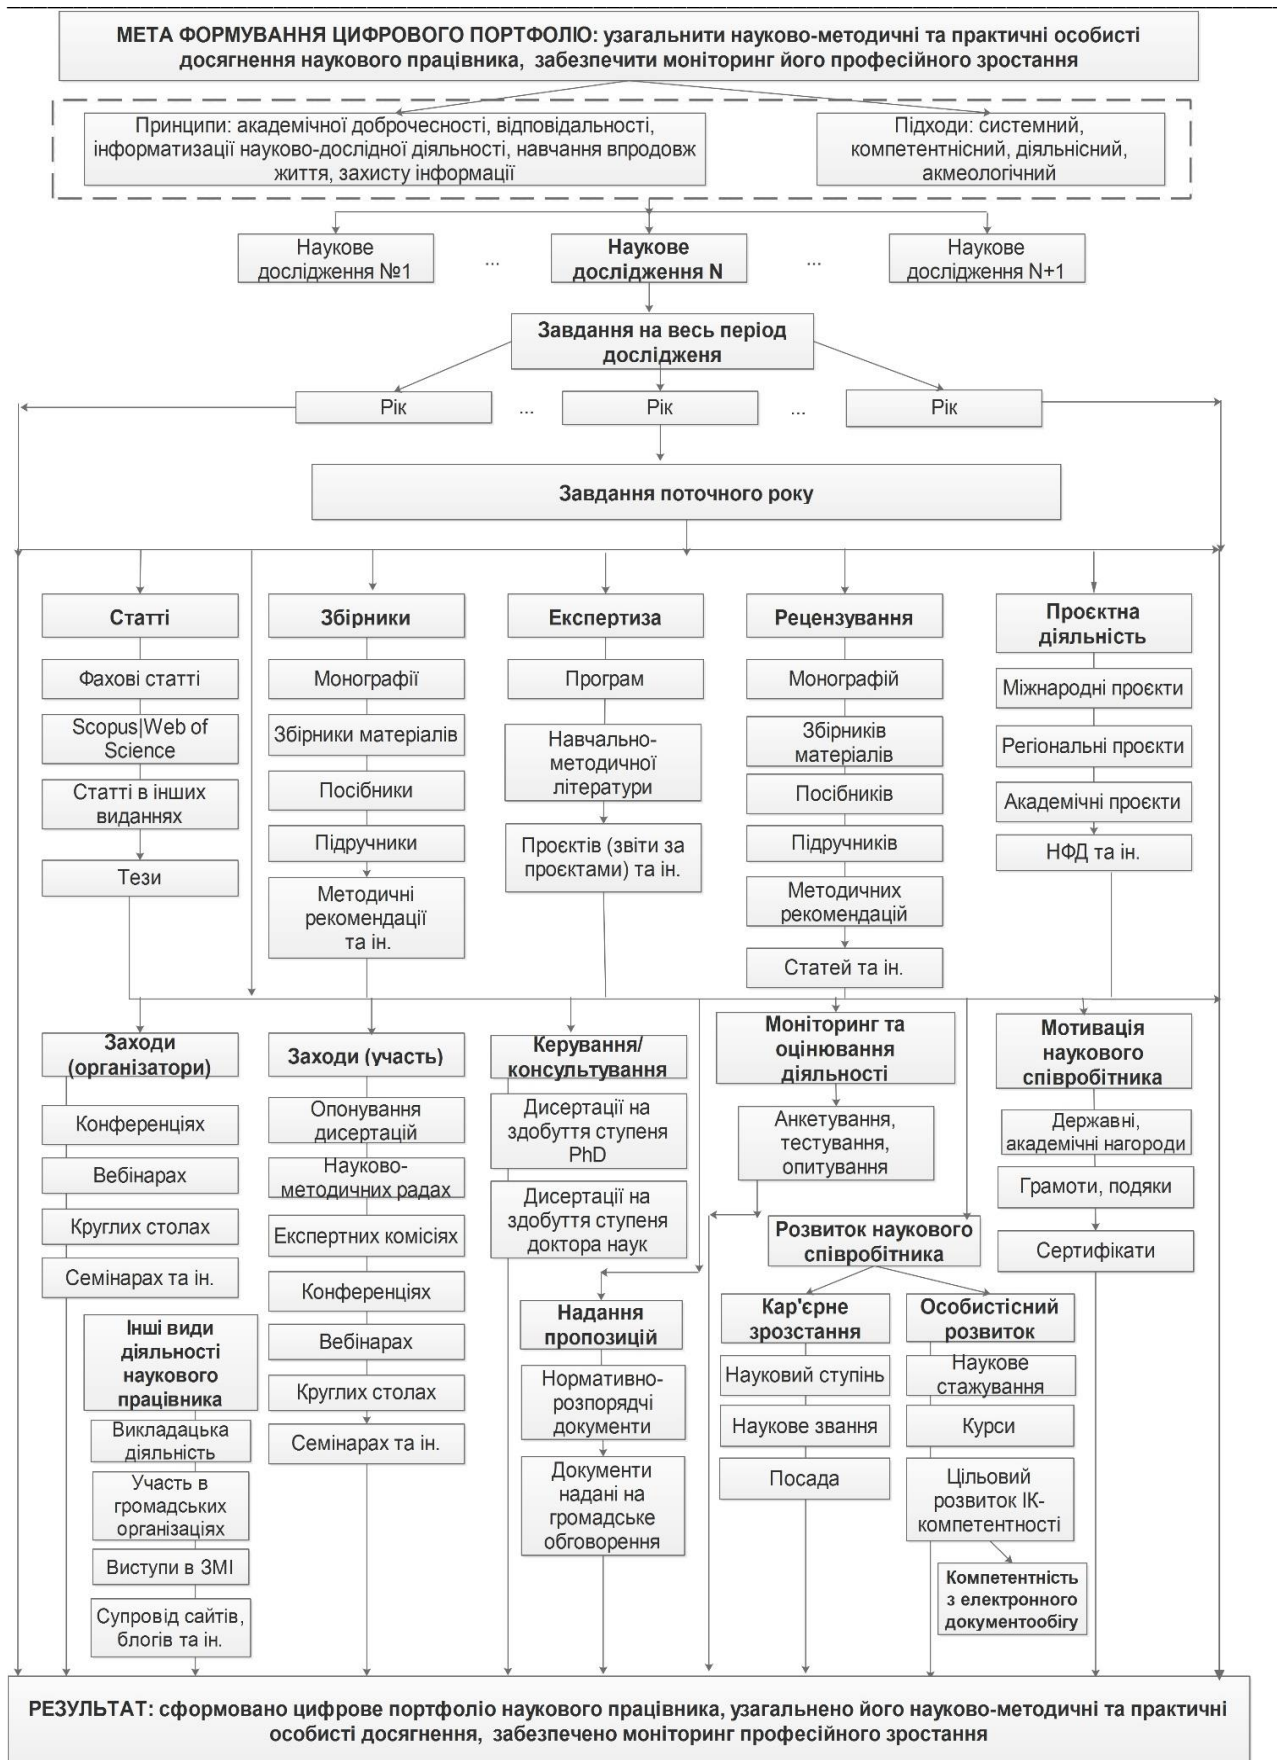 МЕТА ФОРМУВАННЯ ЦИФРОВОГО ПОРТФОЛІО: узагальнити науково-методичні та практичні особисті
досягнення наукового працівника, забезпечити моніторинг його професійного зростання
Принципи: академічної доброчесності, відповідальності,
інформатизації науково-дослідної діяльності, навчання впродовж
життя, захисту інформації
Підходи: системний,
компетентнісний, діяльнісний,
акмеологічний
Наукове
дослідження №1
...
Наукове
дослідження N
...
Наукове
дослідження N+1
Завдання на весь період
дослідженя
Рік
...
Рік
...
Рік
Завдання поточного року
Статті
Фахові статті
Scopus|Web of
Science
Статті в інших
виданнях
Тези
Збірники
Монографії
Збірники матеріалів
Посібники
Підручники
Методичні
рекомендації
та ін.
Експертиза
Програм
Навчально-
методичної
літератури
Проєктів (звіти за
проєктами) та ін.
Рецензування
Монографій
Збірників
матеріалів
Посібників
Підручників
Методичних
рекомендацій
Статей та ін.
Проєктна
діяльність
Міжнародні проєкти
Регіональні проєкти
Академічні проєкти
НФД та ін.
Заходи
(організатори)
Конференціях
Вебінарах
Круглих столах
Семінарах та ін.
Інші види
діяльності
наукового
працівника
Викладацька
діяльність
Участь в
громадських
організаціях
Виступи в ЗМІ
Супровід сайтів,
блогів та ін.
Заходи (участь)
Опонування
дисертацій
Науково-
методичних радах
Експертних комісіях
Конференціях
Вебінарах
Круглих столах
Семінарах та ін.
Керування/
консультування
Дисертації на
здобуття ступеня
PhD
Дисертації на
здобуття ступеня
доктора наук
Надання
пропозицій
Нормативно-
розпорядчі
документи
Документи
надані на
громадське
обговорення
Моніторинг та
оцінювання
діяльності
Анкетування,
тестування,
опитування
Розвиток наукового
співробітника
Кар'єрне
зрозстання
Науковий ступінь
Наукове звання
Посада
Особистісний
розвиток
Наукове
стажування
Курси
Цільовий
розвиток ІК-
компетентності
Компетентність
з електронного
документообігу
Мотивація
наукового
співробітника
Державні,
академічні нагороди
Грамоти, подяки
Сертифікати
РЕЗУЛЬТАТ: сформовано цифрове портфоліо наукового працівника, узагальнено його науково-методичні та практичні
особисті досягнення, забезпечено моніторинг професійного зростання